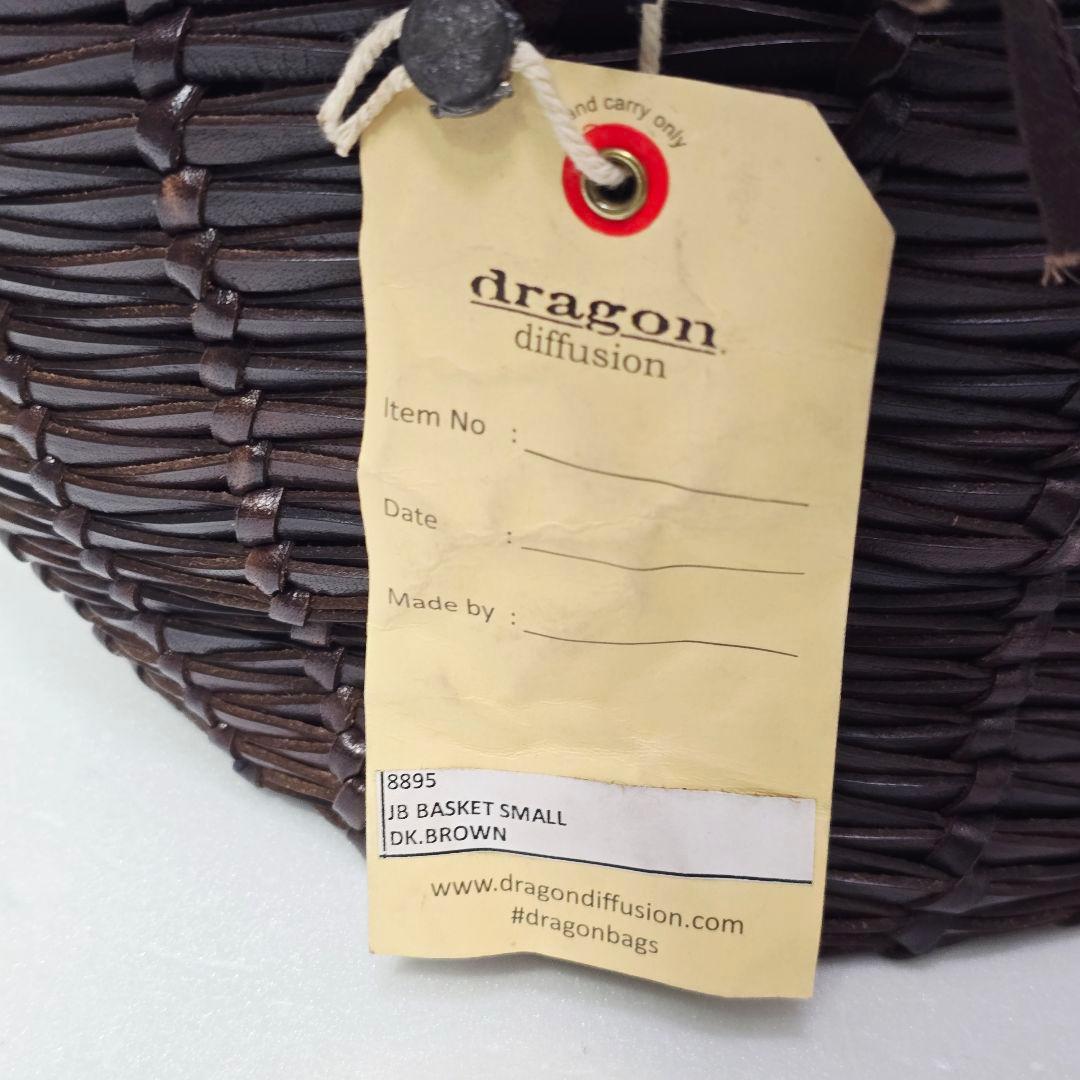 and carry only
dragon
diffusion
Item No :
Date :
Made by :
8895
JB BASKET SMALL
DK.BROWN
www.dragondiffusion.com
#dragonbags